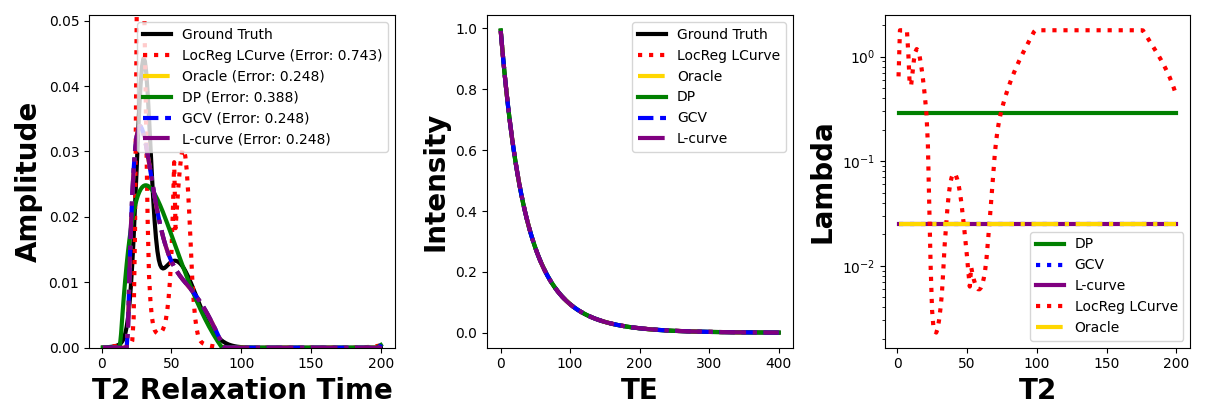 Amplitude
0.05
0.04
0.03
0.02
0.01
0.00
0
50
100
150
200
T2 Relaxation Time
Ground Truth
LocReg LCurve (Error: 0.743)
Oracle (Error: 0.248)
DP (Error: 0.388)
GCV (Error: 0.248)
L-curve (Error: 0.248)
Intensity
1.0
0.8
0.6
0.4
0.2
0.0
0
100
200
300
400
TE
Ground Truth
LocReg LCurve
Oracle
DP
GCV
L-curve
Lambda
10⁰
10⁻¹
10⁻²
0
50
100
150
200
T2
DP
GCV
L-curve
LocReg LCurve
Oracle